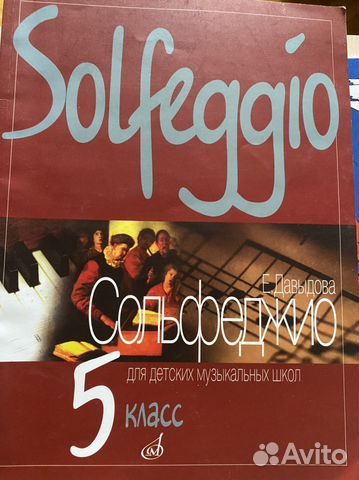 Solfeggio
Е. Давыдова
Сольфеджио
для детских музыкальных школ
5 класс
Avito